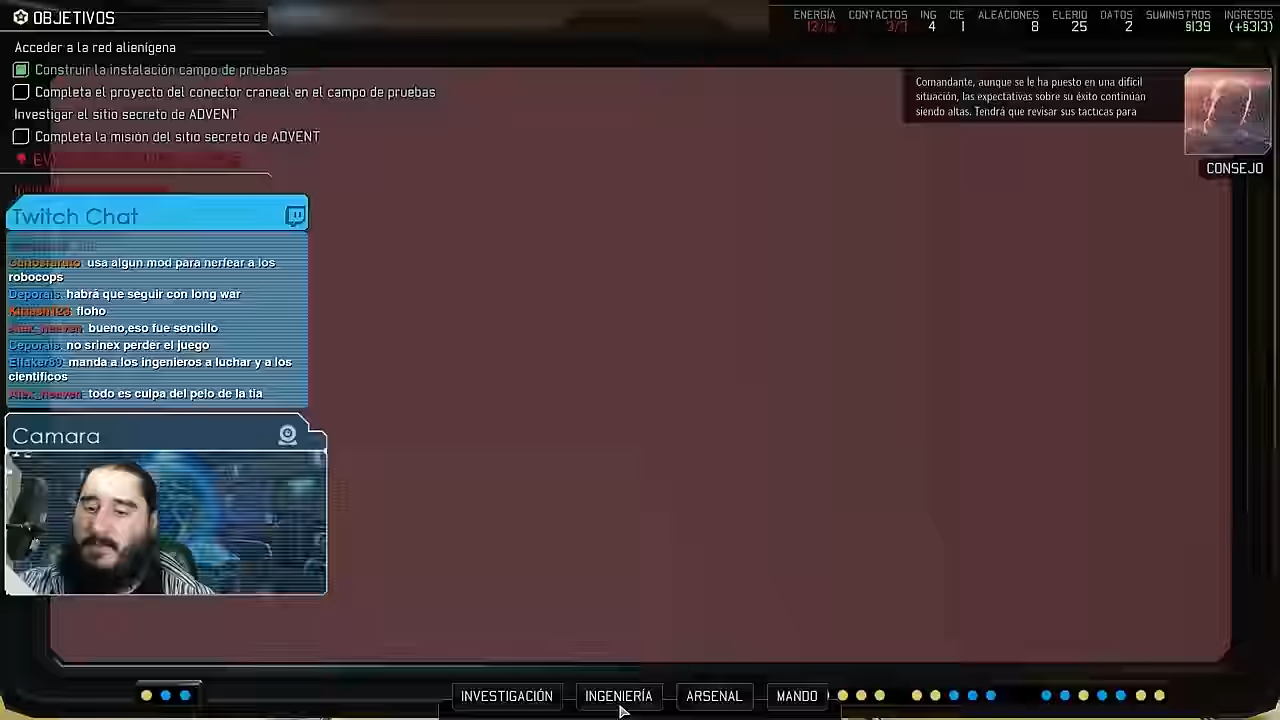 OBJETIVOS
Acceder a la red alienígena
Construir la instalación campo de pruebas
Completa el proyecto del conector craneal en el campo de pruebas
Investigar el sitio secreto de ADVENT
Completa la misión del sitio secreto de ADVENT
ENERGÍA CONTACTOS ING CIE ALEACIONES ELERIO DATOS SUMINISTROS INGRESOS
4 1 8 25 2 §139 (+§313)
Comandante, aunque se le ha puesto en una difícil
situación, las expectativas sobre su éxito continúan
siendo altas. Tendrá que revisar sus tacticas para
CONSEJO
Twitch Chat
usa algun mod para nerfear a los
robocops
Deporais: habrá que seguir con long war
floho
bueno,eso fue sencillo
Deporais: no srinex perder el juego
Elfaker89: manda a los ingenieros a luchar y a los
cientificos
todo es culpa del pelo de la tia
Camara
INVESTIGACIÓN INGENIERÍA ARSENAL MANDO